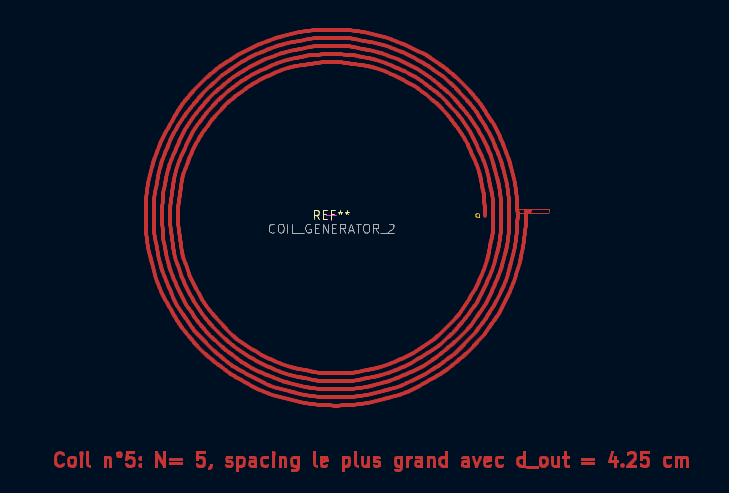 REF**
COIL_GENERATOR_2
Coil n°5: N= 5, spacing le plus grand avec d_out = 4.25 cm